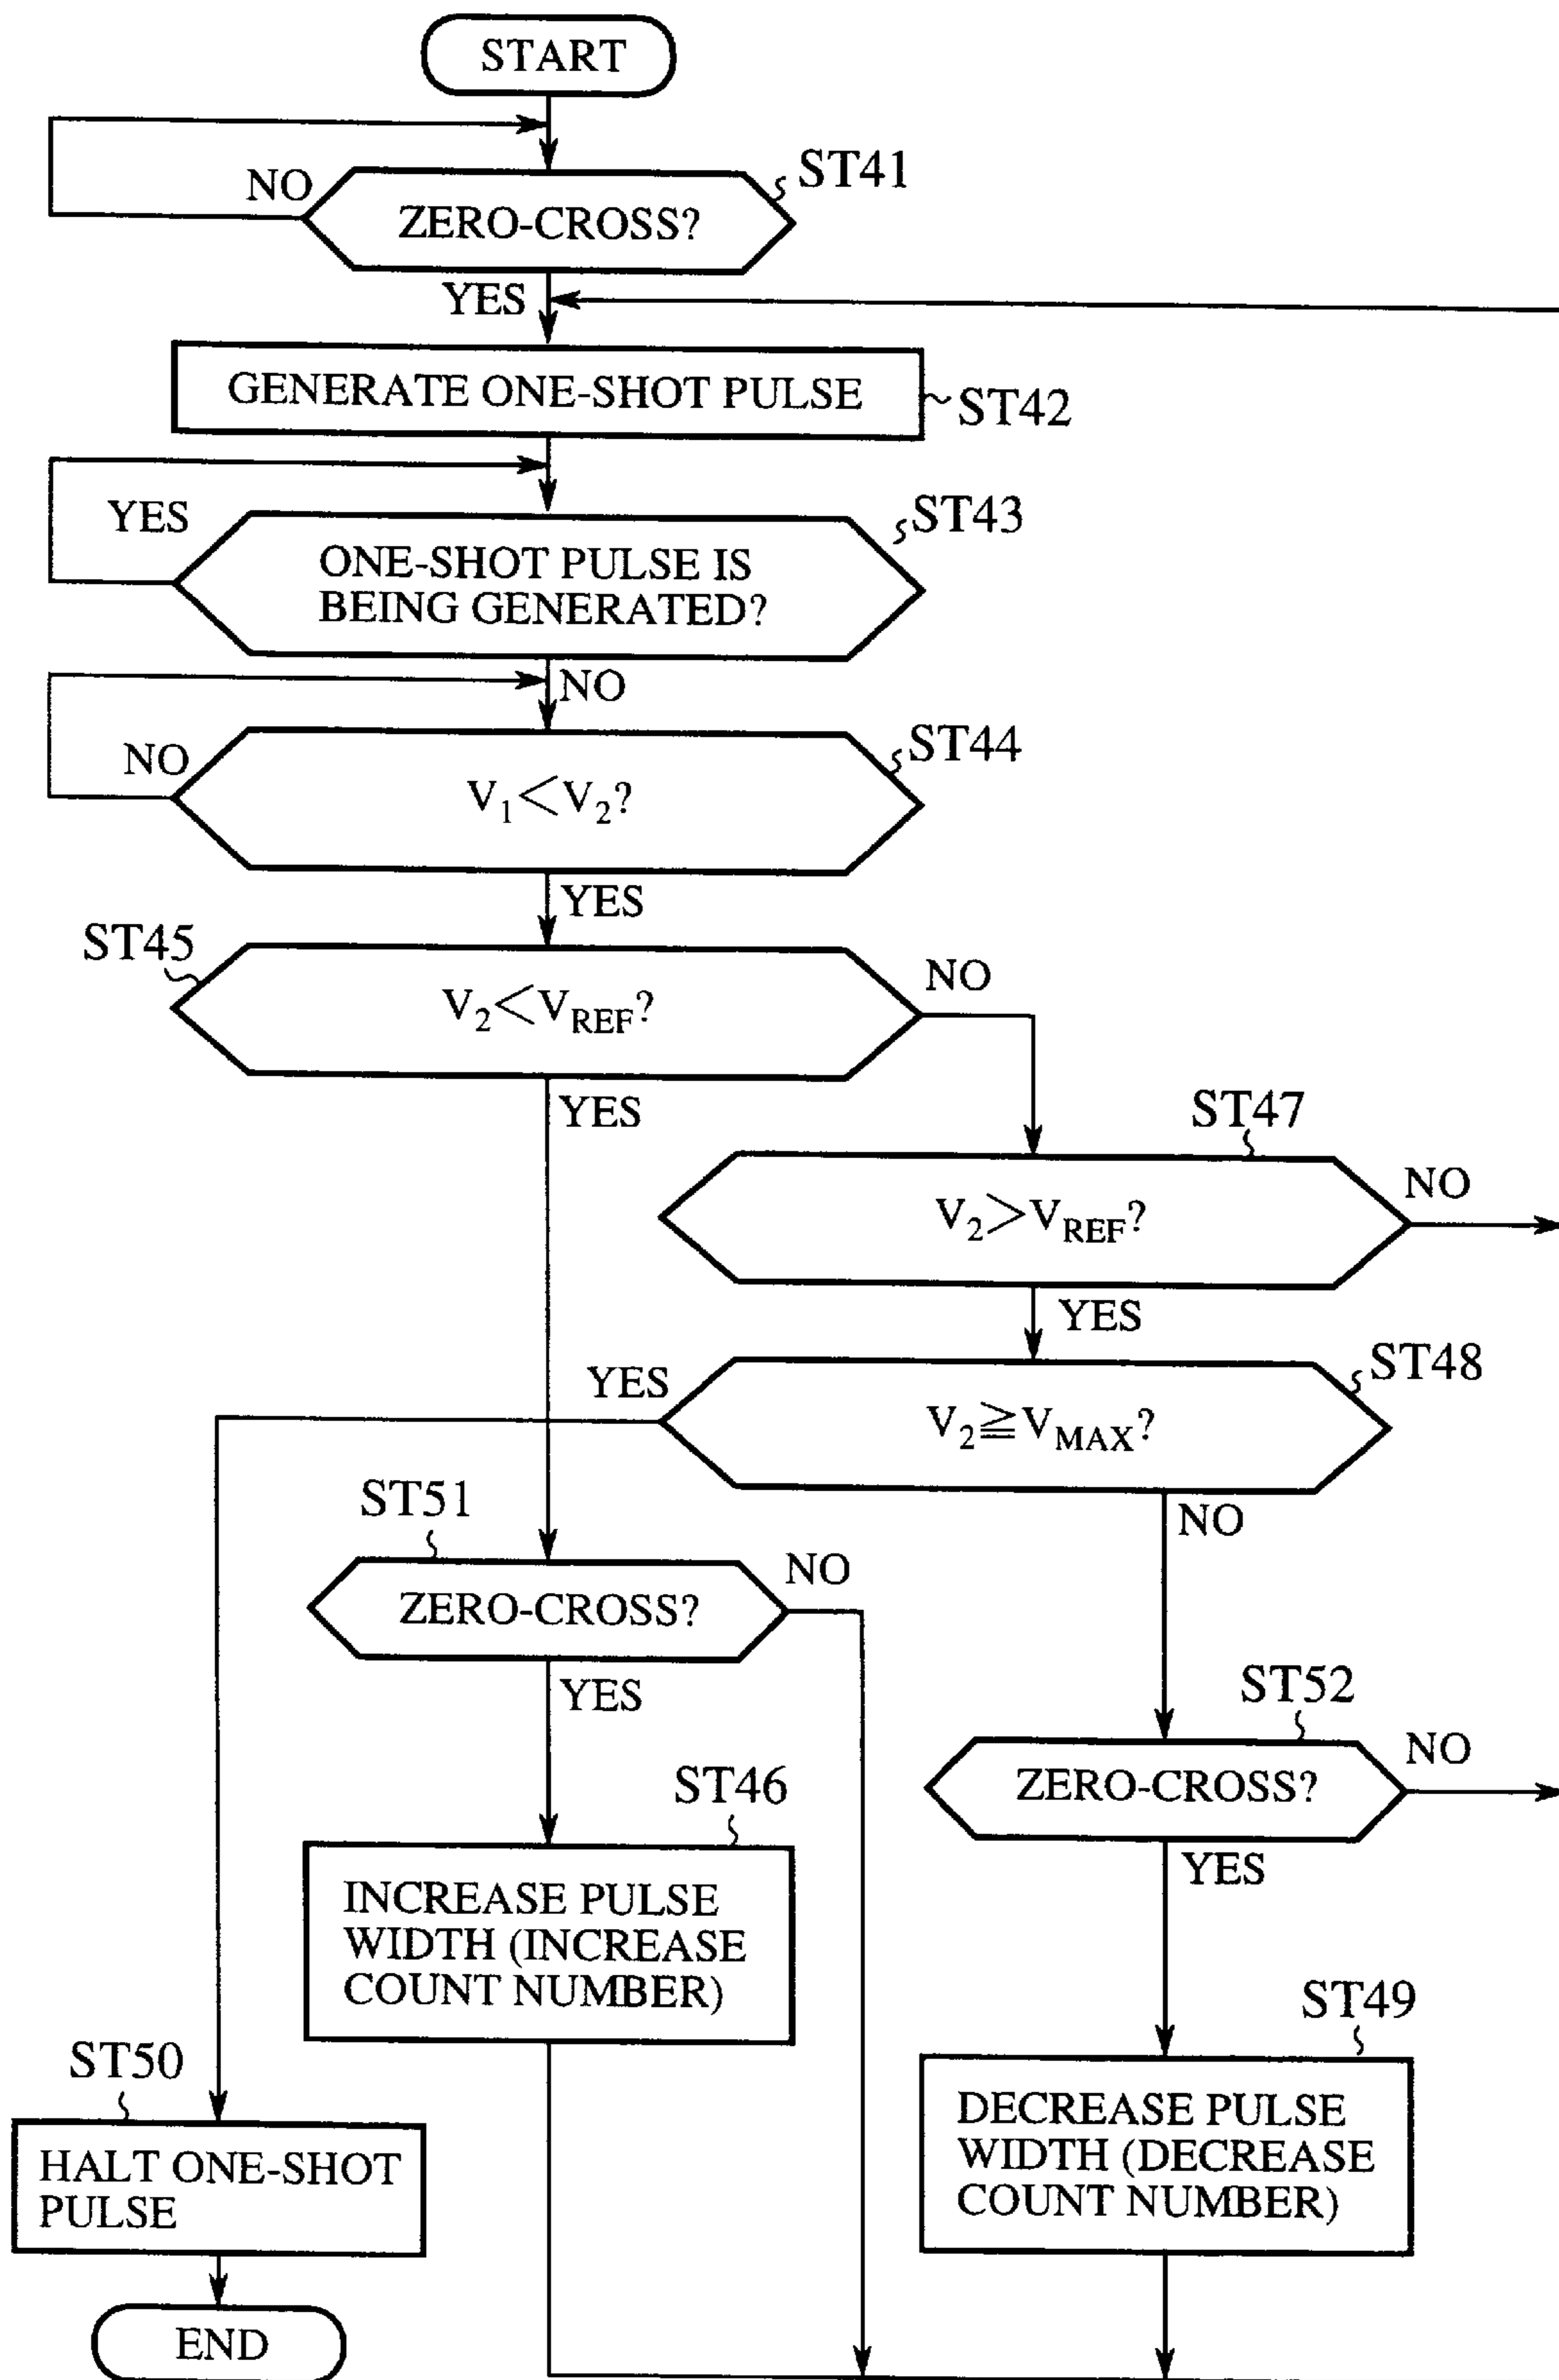 START
NO
ST41
ZERO-CROSS?
YES
GENERATE ONE-SHOT PULSE
ST42
YES
ST43
ONE-SHOT PULSE IS
BEING GENERATED?
NO
NO
ST44
V1<V2?
YES
ST45
NO
V2<VREF?
YES
ST47
NO
V2>VREF?
YES
YES
ST48
V2≧VMAX?
ST51
NO
NO
ZERO-CROSS?
YES
ST52
NO
ST46
ZERO-CROSS?
YES
INCREASE PULSE
WIDTH (INCREASE
COUNT NUMBER)
ST49
ST50
DECREASE PULSE
WIDTH (DECREASE
COUNT NUMBER)
HALT ONE-SHOT
PULSE
END